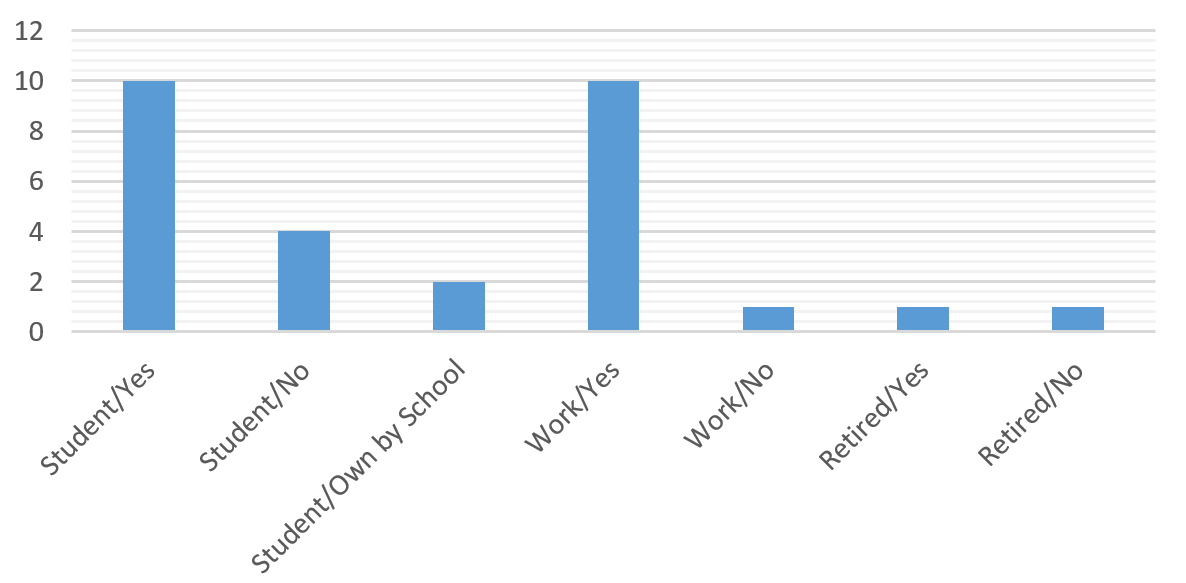 12
10
8
6
4
2
0
Student/Yes
Student/No
Student/Own by School
Work/Yes
Work/No
Retired/Yes
Retired/No